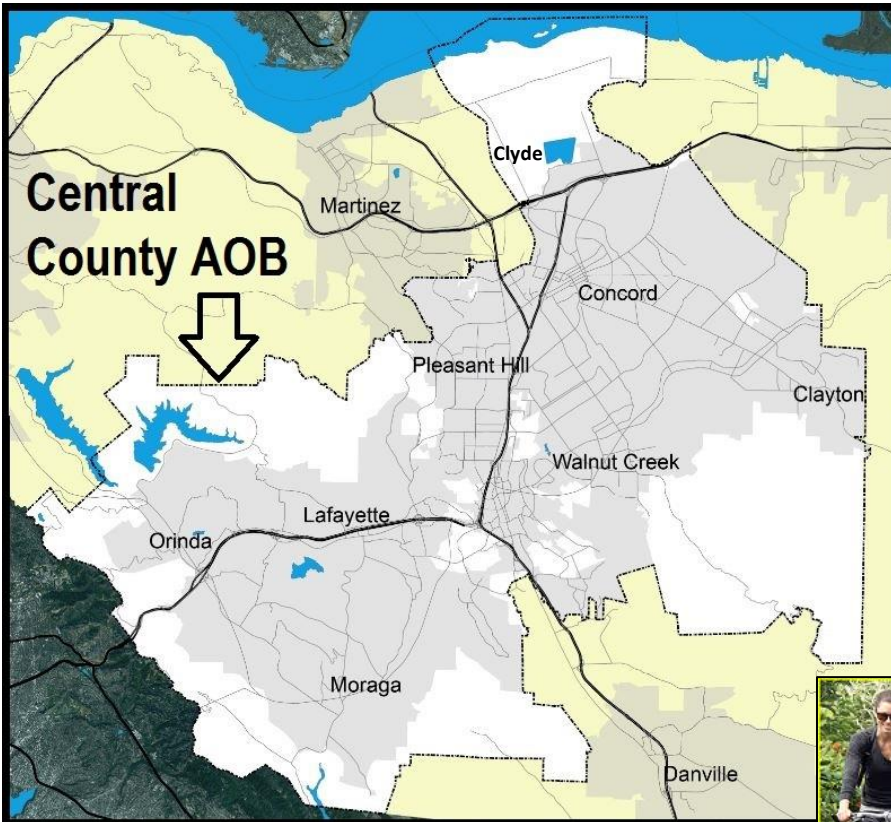 Clyde
Martinez
Central
County AOB
Concord
Pleasant Hill
Clayton
Walnut Creek
Lafayette
Orinda
Moraga
Danville